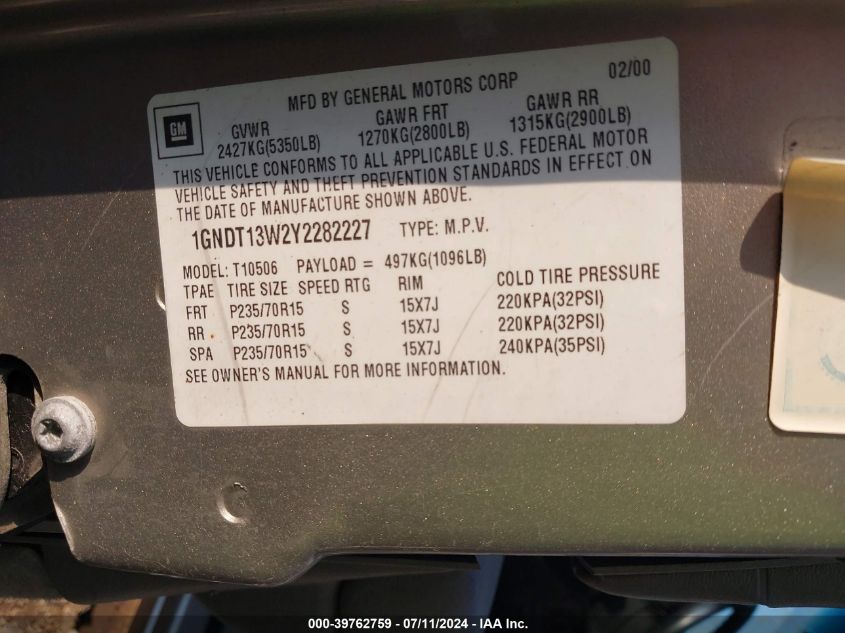 MFD BY GENERAL MOTORS CORP 02/00
GM
GVWR GAWR FRT GAWR RR
2427KG(5350LB) 1270KG(2800LB) 1315KG(2900LB)
THIS VEHICLE CONFORMS TO ALL APPLICABLE U.S. FEDERAL MOTOR
VEHICLE SAFETY AND THEFT PREVENTION STANDARDS IN EFFECT ON
THE DATE OF MANUFACTURE SHOWN ABOVE.
1GNDT13W2Y2282227 TYPE: M.P.V.
MODEL: T10506 PAYLOAD = 497KG(1096LB)
TPAE TIRE SIZE SPEED RTG RIM COLD TIRE PRESSURE
FRT P235/70R15 S 15X7J 220KPA(32PSI)
RR P235/70R15 S 15X7J 220KPA(32PSI)
SPA P235/70R15 S 15X7J 240KPA(35PSI)
SEE OWNER'S MANUAL FOR MORE INFORMATION.
000-39762759 - 07/11/2024 - IAA Inc.